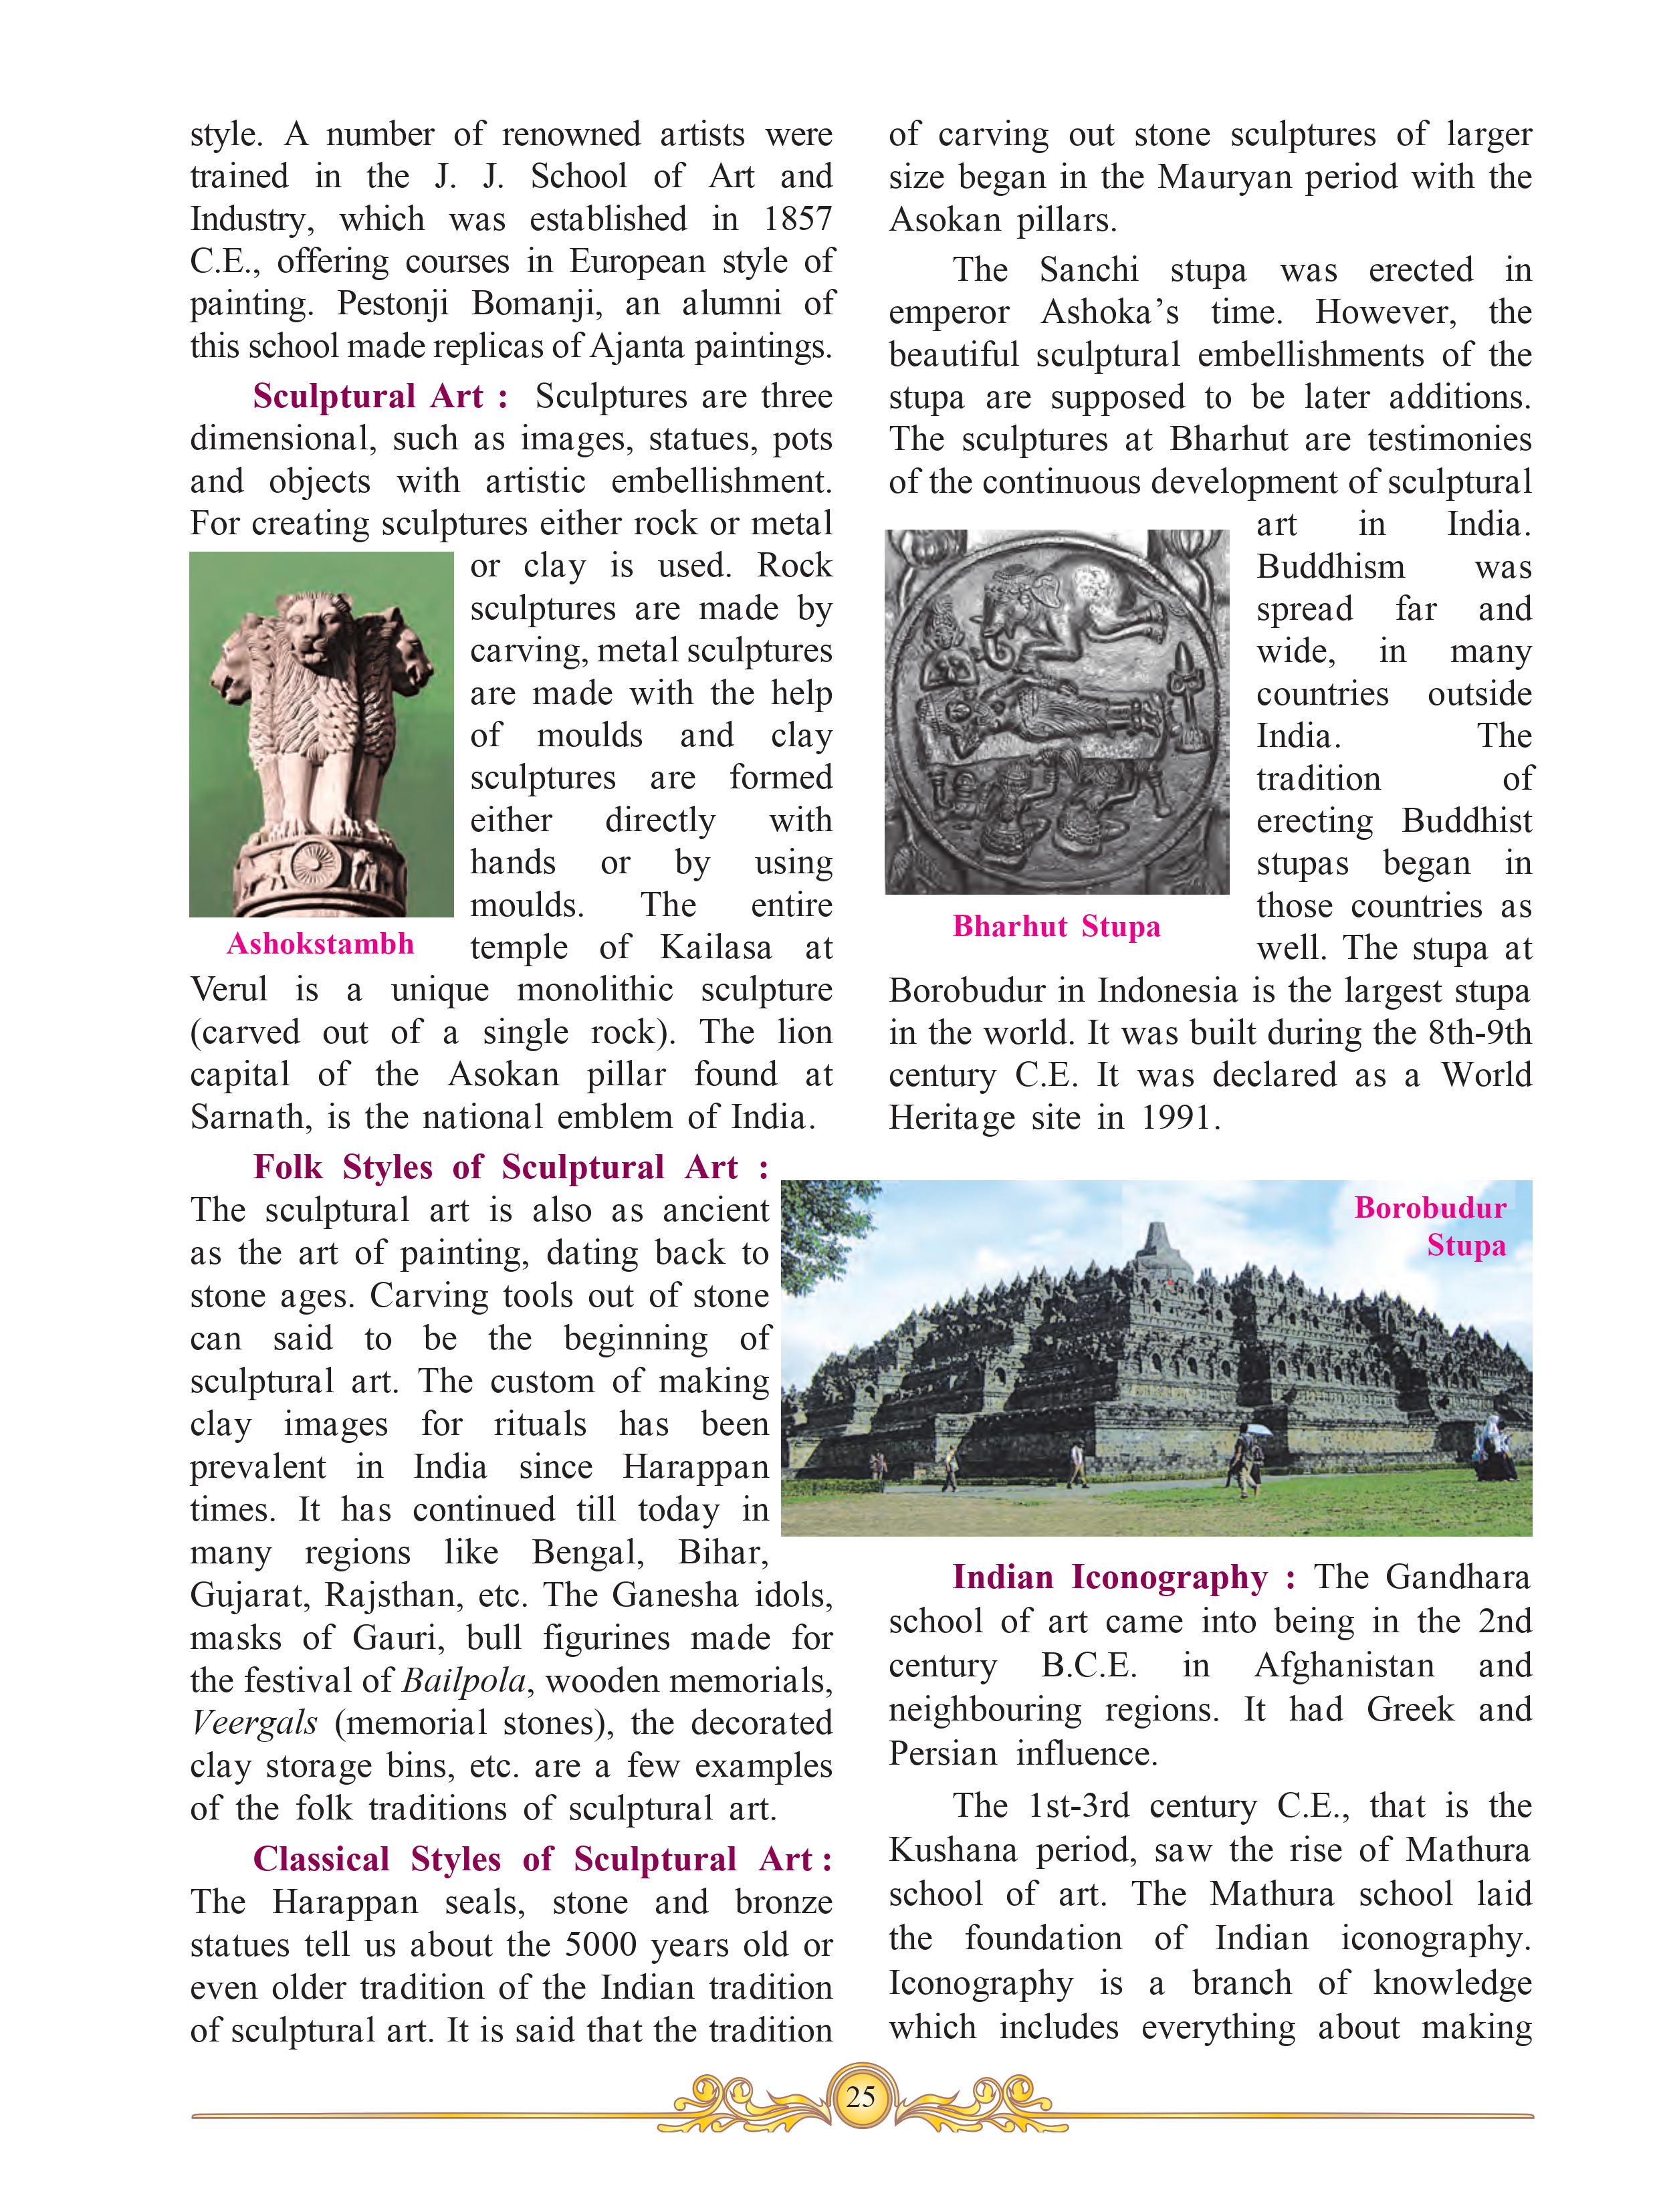 style. A number of renowned artists were
trained in the J. J. School of Art and
Industry, which was established in 1857
C.E., offering courses in European style of
painting. Pestonji Bomanji, an alumni of
this school made replicas of Ajanta paintings.
Sculptural Art : Sculptures are three
dimensional, such as images, statues, pots
and objects with artistic embellishment.
For creating sculptures either rock or metal
or clay is used. Rock
sculptures are made by
carving, metal sculptures
are made with the help
of moulds and clay
sculptures are formed
either directly with
hands or by using
moulds. The entire
temple of Kailasa at
Ashokstambh
Verul is a unique monolithic sculpture
(carved out of a single rock). The lion
capital of the Asokan pillar found at
Sarnath, is the national emblem of India.
Folk Styles of Sculptural Art :
The sculptural art is also as ancient
as the art of painting, dating back to
stone ages. Carving tools out of stone
can said to be the beginning of
sculptural art. The custom of making
clay images for rituals has been
prevalent in India since Harappan
times. It has continued till today in
many regions like Bengal, Bihar,
Gujarat, Rajsthan, etc. The Ganesha idols,
masks of Gauri, bull figurines made for
the festival of Bailpola, wooden memorials,
Veergals (memorial stones), the decorated
clay storage bins, etc. are a few examples
of the folk traditions of sculptural art.
Classical Styles of Sculptural Art :
The Harappan seals, stone and bronze
statues tell us about the 5000 years old or
even older tradition of the Indian tradition
of sculptural art. It is said that the tradition
of carving out stone sculptures of larger
size began in the Mauryan period with the
Asokan pillars.
The Sanchi stupa was erected in
emperor Ashoka’s time. However, the
beautiful sculptural embellishments of the
stupa are supposed to be later additions.
The sculptures at Bharhut are testimonies
of the continuous development of sculptural
art in India.
Buddhism was
spread far and
wide, in many
countries outside
India. The
tradition of
erecting Buddhist
stupas began in
those countries as
well. The stupa at
Bharhut Stupa
Borobudur in Indonesia is the largest stupa
in the world. It was built during the 8th-9th
century C.E. It was declared as a World
Heritage site in 1991.
Borobudur
Stupa
Indian Iconography : The Gandhara
school of art came into being in the 2nd
century B.C.E. in Afghanistan and
neighbouring regions. It had Greek and
Persian influence.
The 1st-3rd century C.E., that is the
Kushana period, saw the rise of Mathura
school of art. The Mathura school laid
the foundation of Indian iconography.
Iconography is a branch of knowledge
which includes everything about making
25